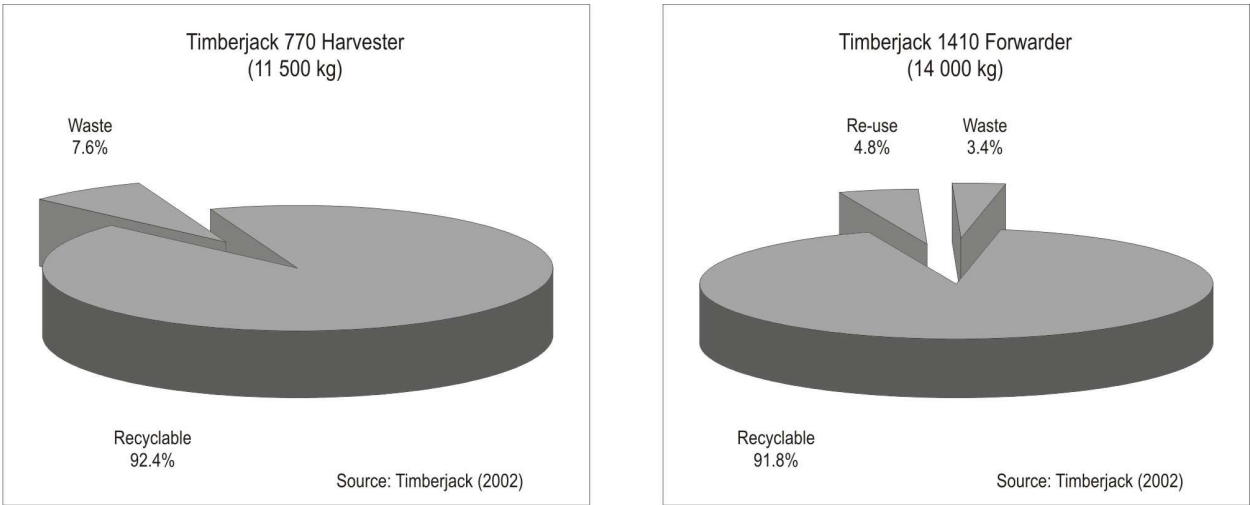 Timberjack 770 Harvester
(11 500 kg)
Waste
7.6%
Recyclable
92.4%
Source: Timberjack (2002)
Timberjack 1410 Forwarder
(14 000 kg)
Re-use
4.8%
Waste
3.4%
Recyclable
91.8%
Source: Timberjack (2002)